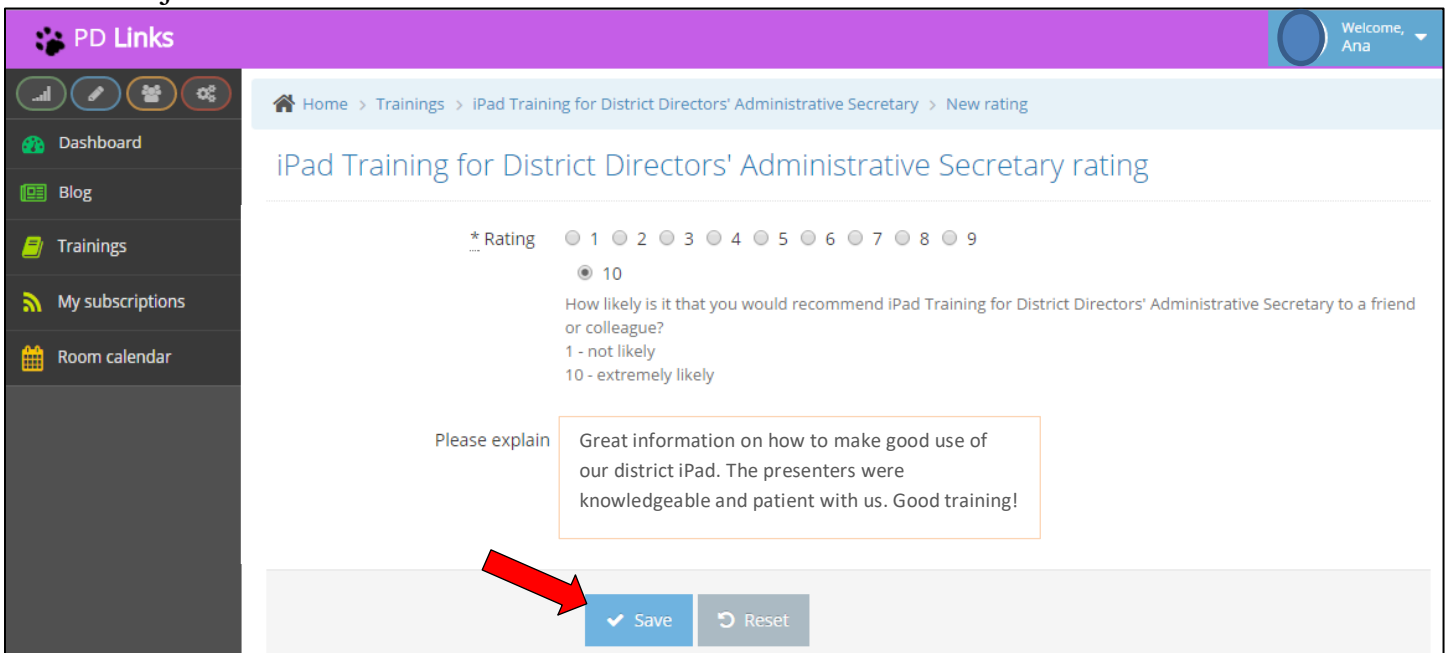 PD Links
Welcome,
Ana
Home > Trainings > iPad Training for District Directors' Administrative Secretary > New rating
Dashboard
Blog
Trainings
My subscriptions
Room calendar
iPad Training for District Directors' Administrative Secretary rating
* Rating 1 2 3 4 5 6 7 8 9
10
How likely is it that you would recommend iPad Training for District Directors' Administrative Secretary to a friend
or colleague?
1 - not likely
10 - extremely likely
Please explain
Great information on how to make good use of
our district iPad. The presenters were
knowledgeable and patient with us. Good training!
Save
Reset